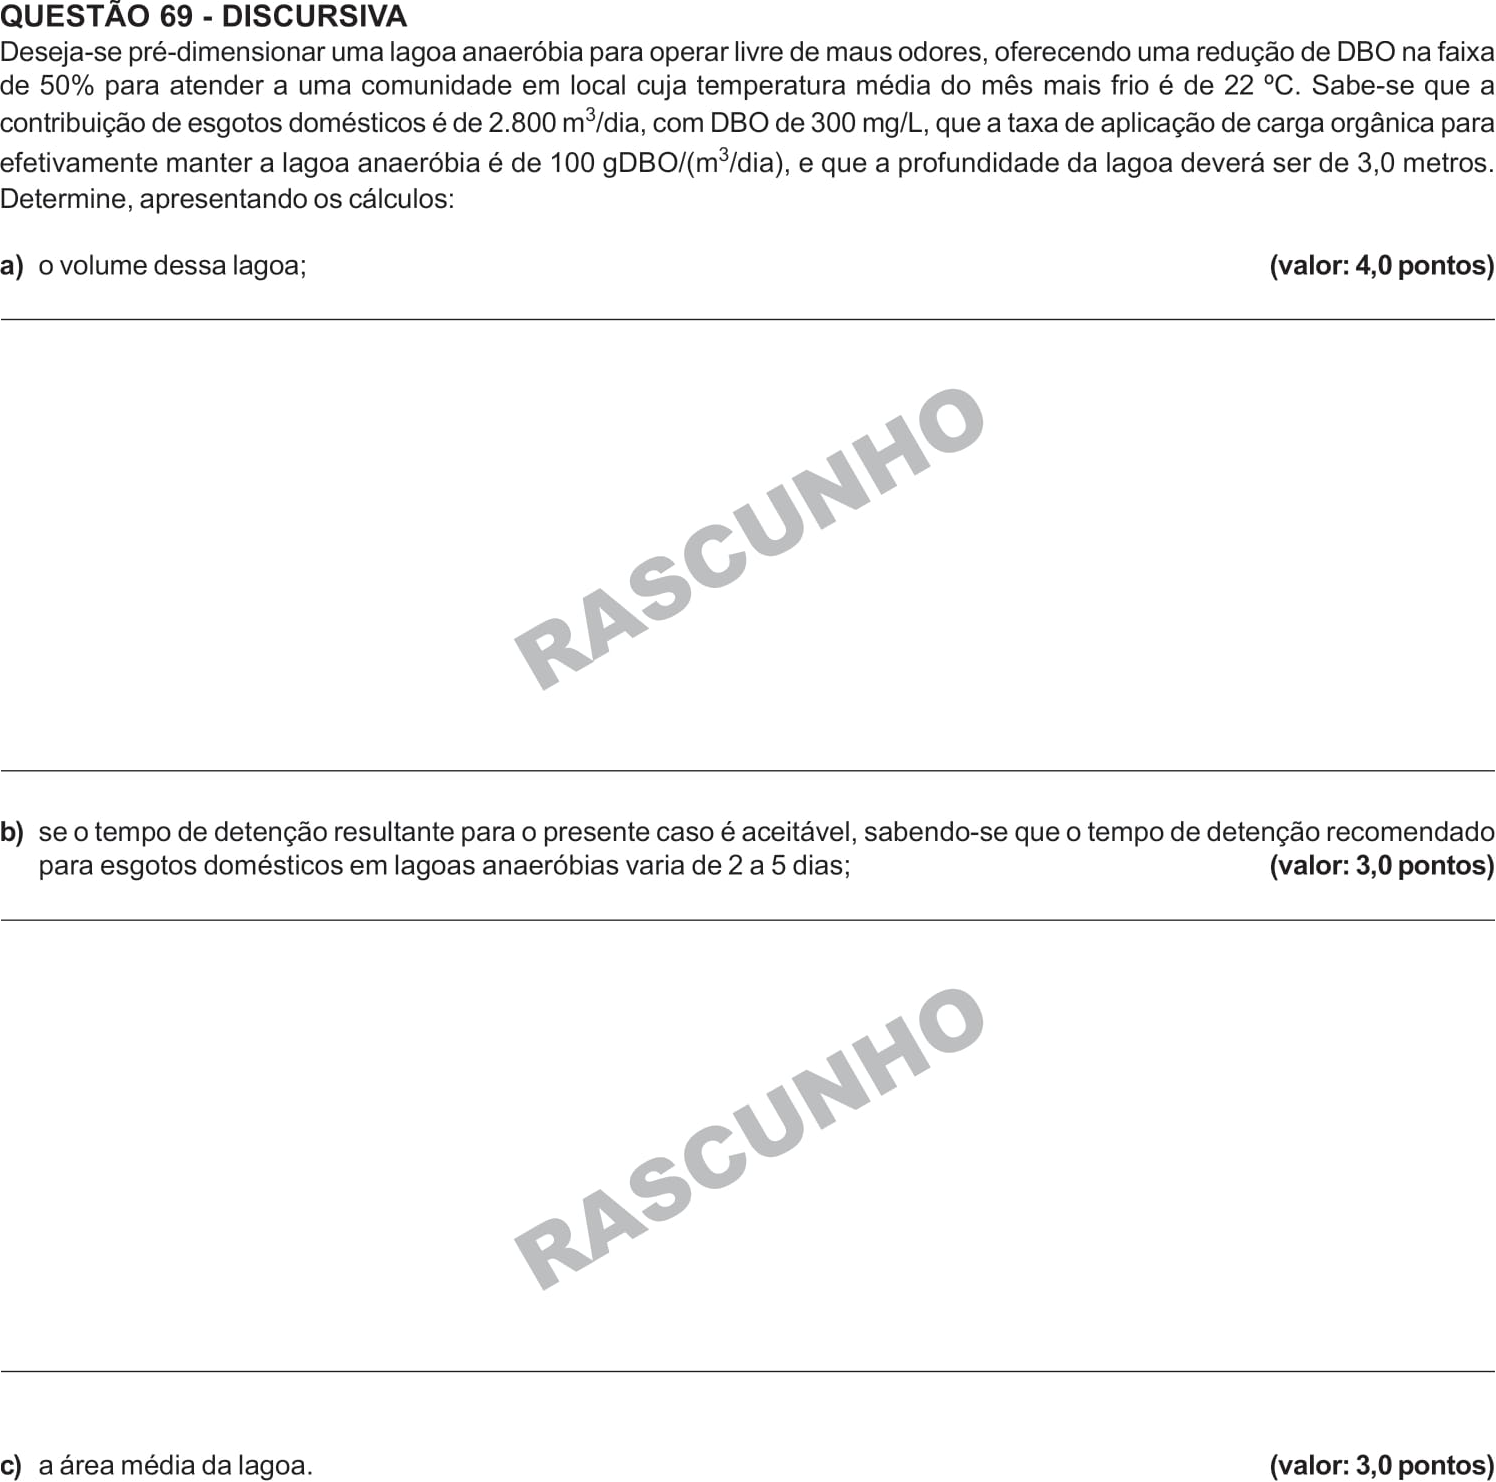 QUESTÃO 69 - DISCURSIVA
Deseja-se pré-dimensionar uma lagoa anaeróbia para operar livre de maus odores, oferecendo uma redução de DBO na faixa
de 50% para atender a uma comunidade em local cuja temperatura média do mês mais frio é de 22 ºC. Sabe-se que a
contribuição de esgotos domésticos é de 2.800 m³/dia, com DBO de 300 mg/L, que a taxa de aplicação de carga orgânica para
efetivamente manter a lagoa anaeróbia é de 100 gDBO/(m³/dia), e que a profundidade da lagoa deverá ser de 3,0 metros.
Determine, apresentando os cálculos:
a) o volume dessa lagoa; (valor: 4,0 pontos)
RASCUNHO
b) se o tempo de detenção resultante para o presente caso é aceitável, sabendo-se que o tempo de detenção recomendado
para esgotos domésticos em lagoas anaeróbias varia de 2 a 5 dias; (valor: 3,0 pontos)
RASCUNHO
c) a área média da lagoa. (valor: 3,0 pontos)